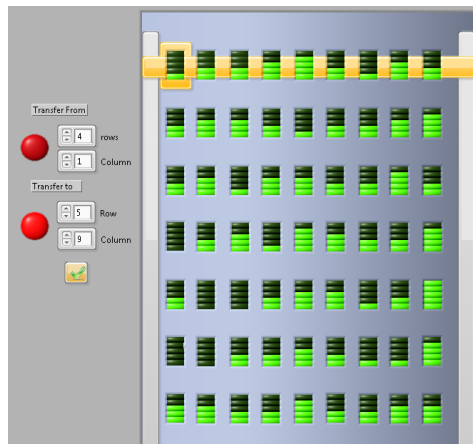 Transfer From
4 rows
1 Column
Transfer to
5 Row
9 Column